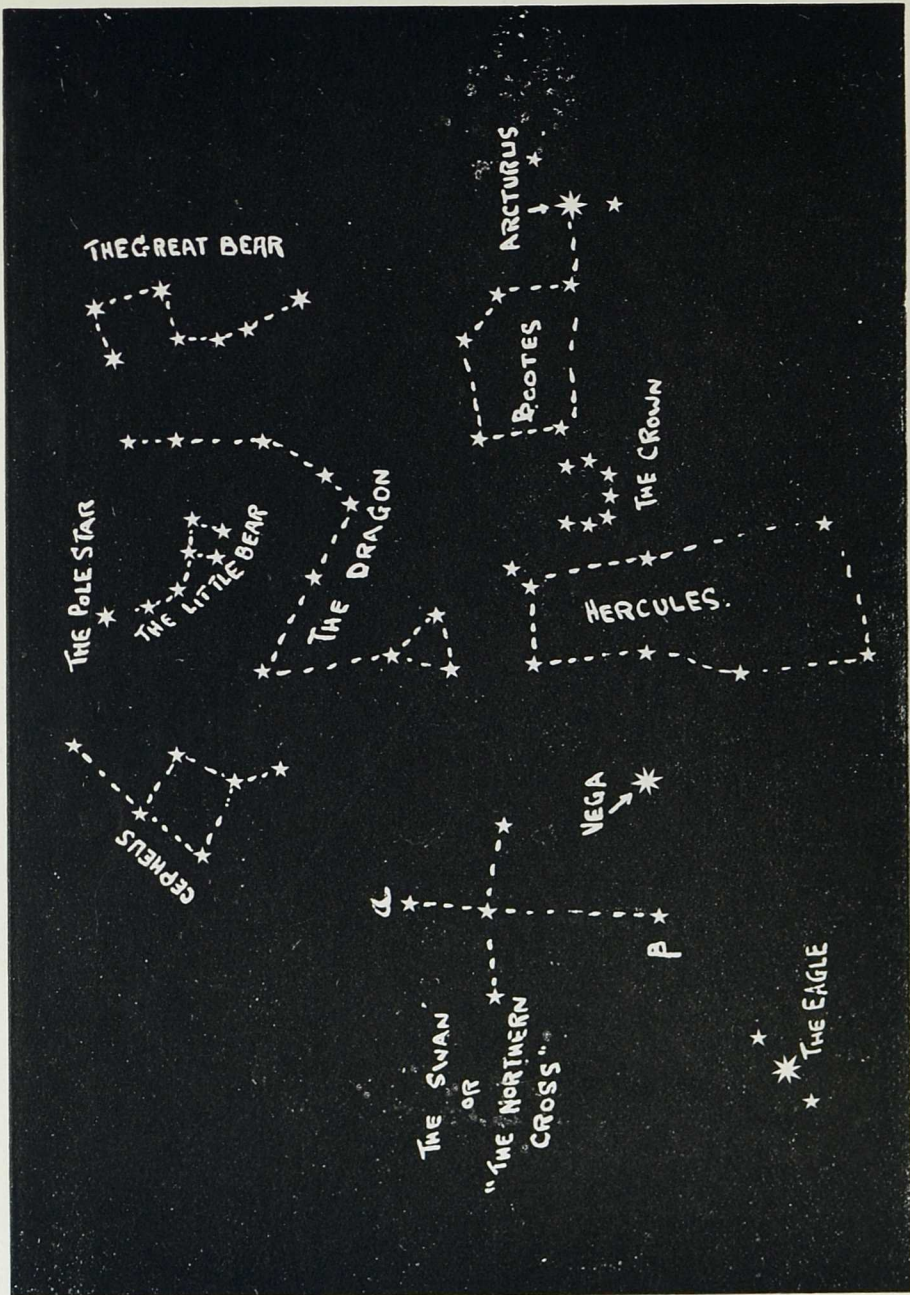 THE GREAT BEAR
ARCTURUS
BOOTES
THE CROWN
THE POLE STAR
THE LITTLE BEAR
THE DRAGON
HERCULES.
CEPHEUS
VEGA
α
β
THE SWAN
OR
"THE NORTHERN
CROSS"
THE EAGLE